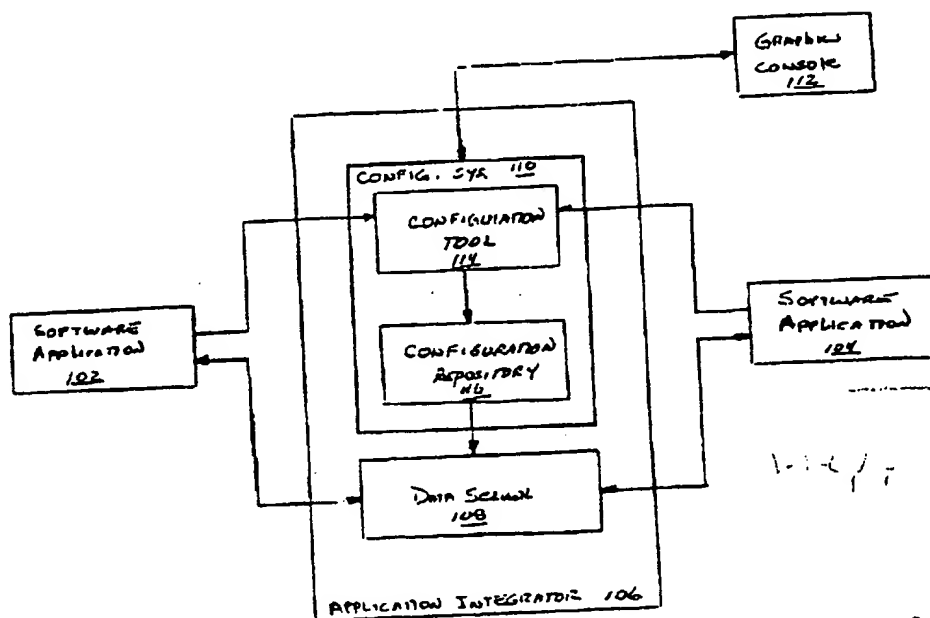 GRAPHICS
CONSOLE
112
CONFIG. SYS 110
CONFIGURATION
TOOL
114
SOFTWARE
APPLICATION
102
SOFTWARE
APPLICATION
104
CONFIGURATION
REPOSITORY
116
DATA SERVER
108
APPLICATION INTEGRATOR 106